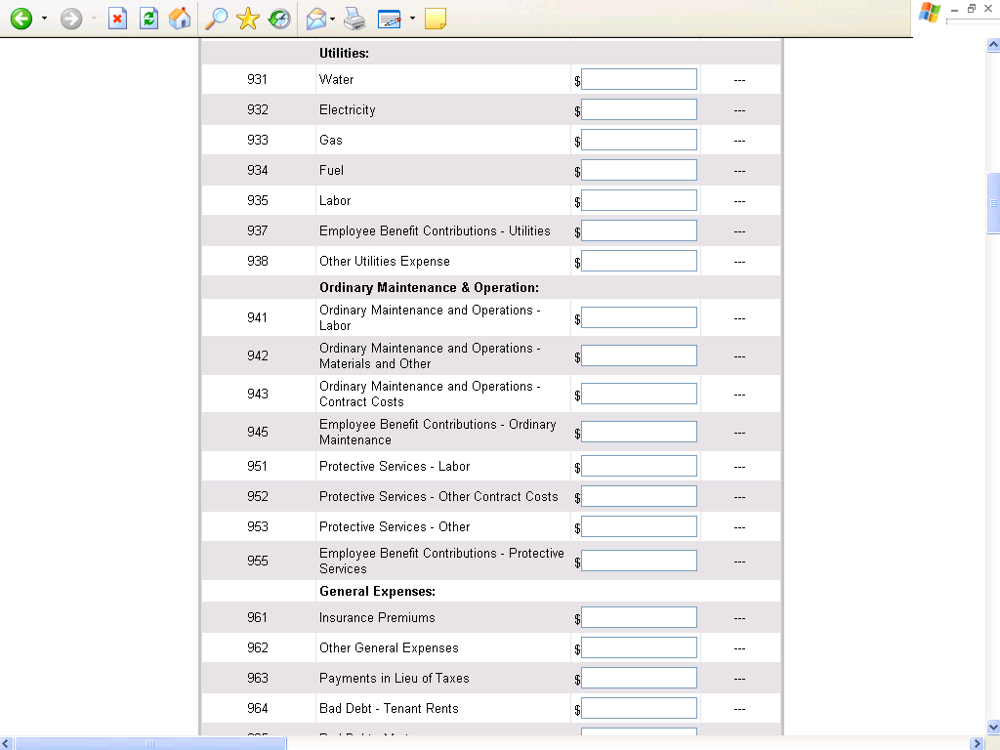 Utilities:
931 Water $ ---
932 Electricity $ ---
933 Gas $ ---
934 Fuel $ ---
935 Labor $ ---
937 Employee Benefit Contributions - Utilities $ ---
938 Other Utilities Expense $ ---
Ordinary Maintenance & Operation:
941 Ordinary Maintenance and Operations -
Labor $ ---
942 Ordinary Maintenance and Operations -
Materials and Other $ ---
943 Ordinary Maintenance and Operations -
Contract Costs $ ---
945 Employee Benefit Contributions - Ordinary
Maintenance $ ---
951 Protective Services - Labor $ ---
952 Protective Services - Other Contract Costs $ ---
953 Protective Services - Other $ ---
955 Employee Benefit Contributions - Protective
Services $ ---
General Expenses:
961 Insurance Premiums $ ---
962 Other General Expenses $ ---
963 Payments in Lieu of Taxes $ ---
964 Bad Debt - Tenant Rents $ ---